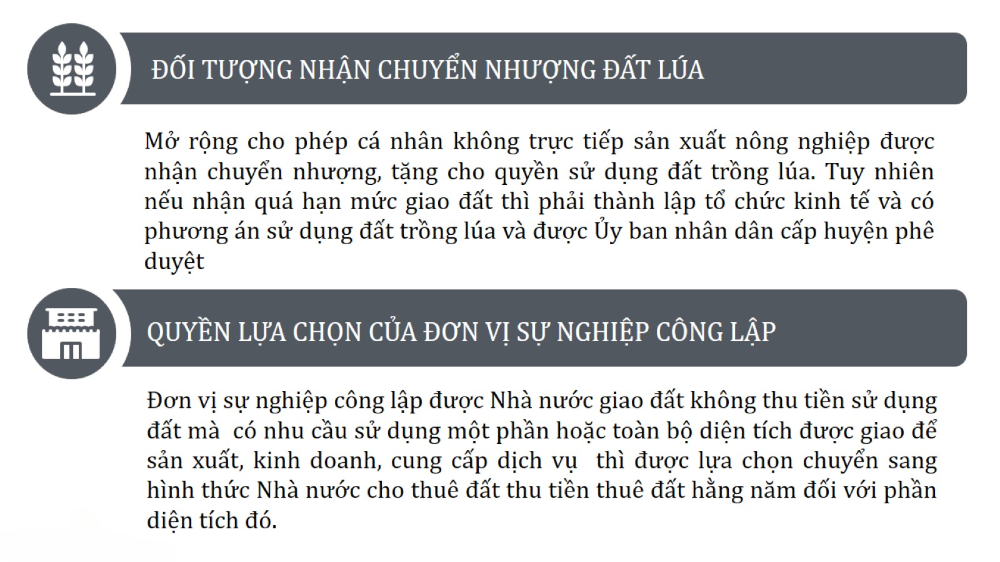 ĐỐI TƯỢNG NHẬN CHUYỂN NHƯỢNG ĐẤT LÚA
Mở rộng cho phép cá nhân không trực tiếp sản xuất nông nghiệp được
nhận chuyển nhượng, tặng cho quyền sử dụng đất trồng lúa. Tuy nhiên
nếu nhận quá hạn mức giao đất thì phải thành lập tổ chức kinh tế và có
phương án sử dụng đất trồng lúa và được Ủy ban nhân dân cấp huyện phê
duyệt
QUYỀN LỰA CHỌN CỦA ĐƠN VỊ SỰ NGHIỆP CÔNG LẬP
Đơn vị sự nghiệp công lập được Nhà nước giao đất không thu tiền sử dụng
đất mà có nhu cầu sử dụng một phần hoặc toàn bộ diện tích được giao để
sản xuất, kinh doanh, cung cấp dịch vụ thì được lựa chọn chuyển sang
hình thức Nhà nước cho thuê đất thu tiền thuê đất hằng năm đối với phần
diện tích đó.